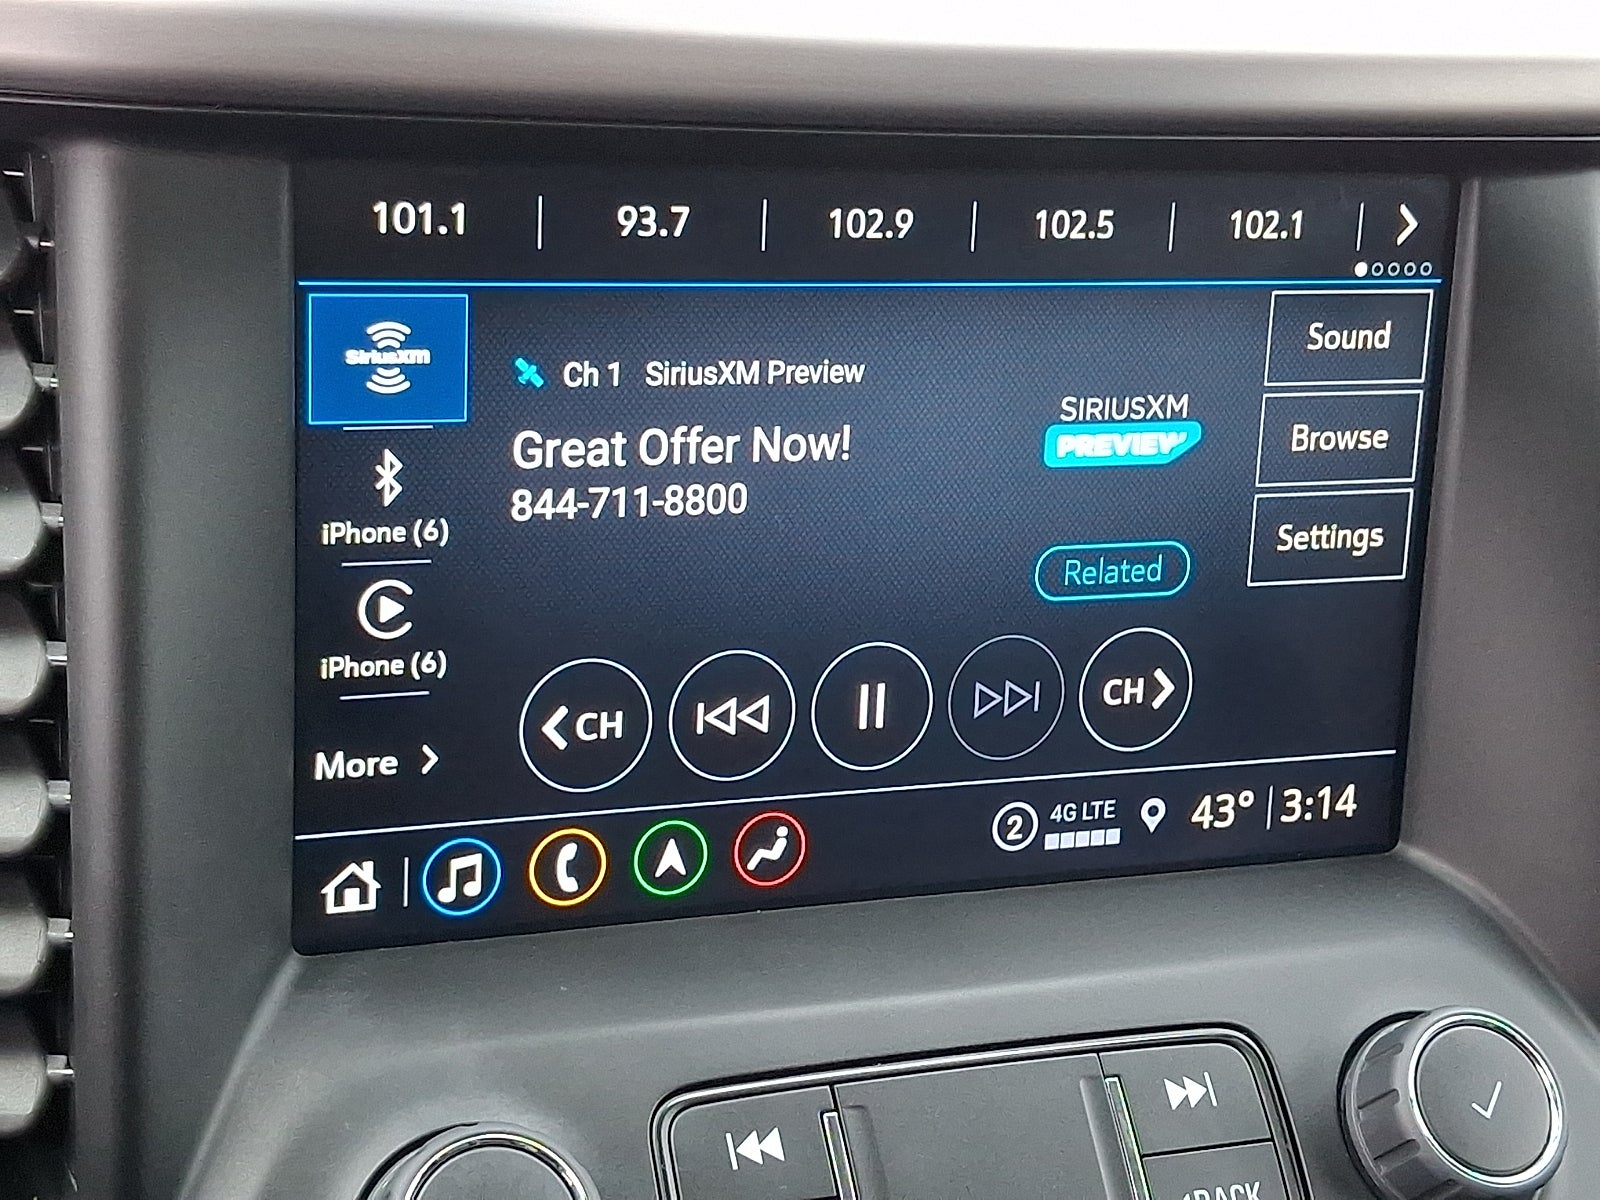 101.1 93.7 102.9 102.5 102.1
SiriusXM
Ch 1 SiriusXM Preview
Great Offer Now!
844-711-8800
SIRIUSXM
PREVIEW
Related
Sound
Browse
Settings
iPhone (6)
iPhone (6)
More
CH
CH
2 4G LTE 43° 3:14